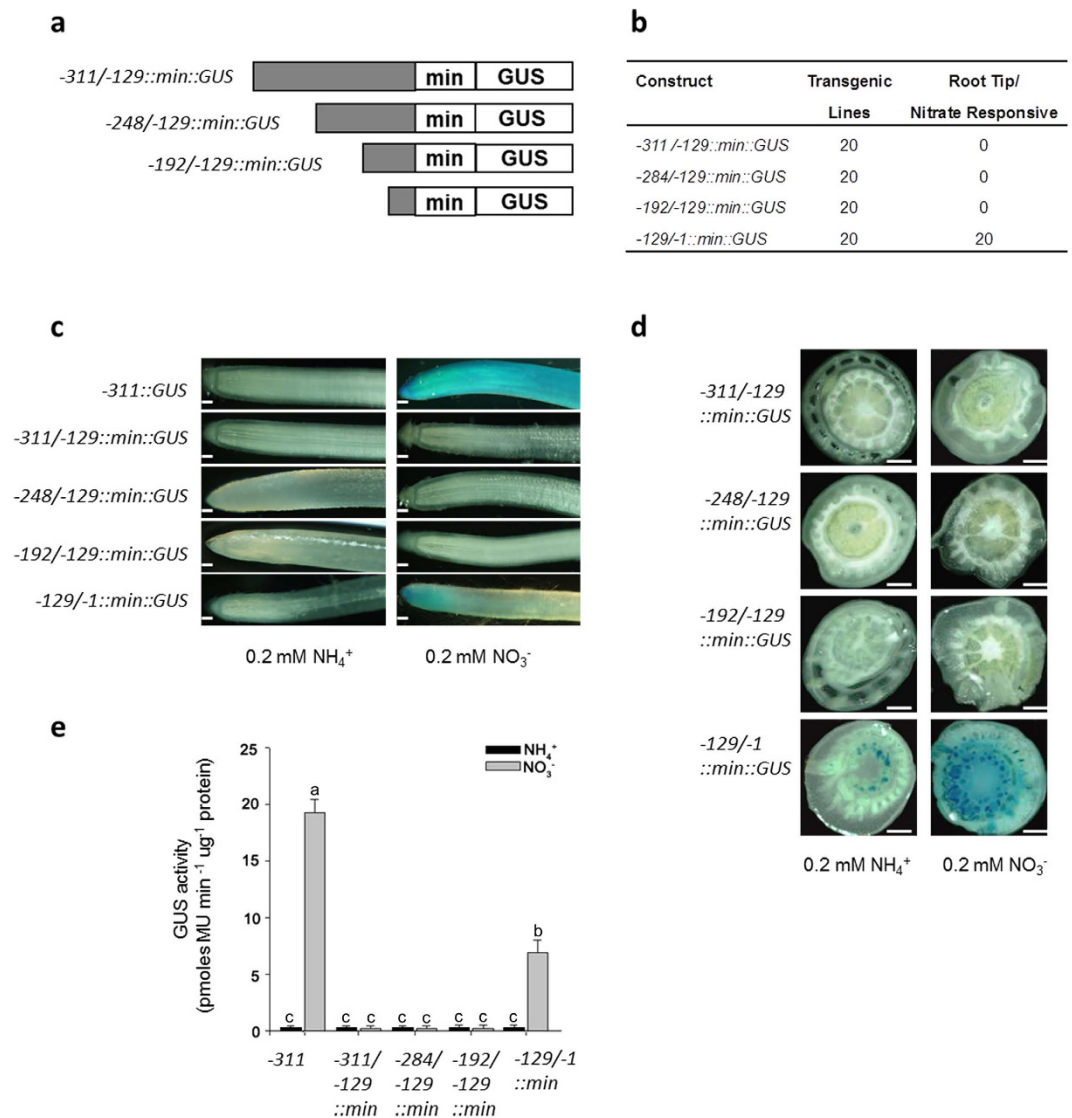 a
-311/-129::min::GUS min GUS
-248/-129::min::GUS min GUS
-192/-129::min::GUS min GUS
min GUS
b
Construct Transgenic Lines Root Tip/ Nitrate Responsive
-311 /-129::min::GUS 20 0
-284/-129::min::GUS 20 0
-192/-129::min::GUS 20 0
-129/-1::min::GUS 20 20
c
-311::GUS
-311/-129::min::GUS
-248/-129::min::GUS
-192/-129::min::GUS
-129/-1::min::GUS
0.2 mM NH₄⁺ 0.2 mM NO₃⁻
d
-311/-129
::min::GUS
-248/-129
::min::GUS
-192/-129
::min::GUS
-129/-1
::min::GUS
0.2 mM NH₄⁺ 0.2 mM NO₃⁻
e
GUS activity
(pmoles MU min ⁻¹ ug⁻¹ protein)
25
20
15
10
5
0
NH₄⁺
NO₃⁻
a
b
c c c c c c c c
-311 -311/ -284/ -192/ -129/-1
-129 -129 -129 ::min
::min ::min ::min